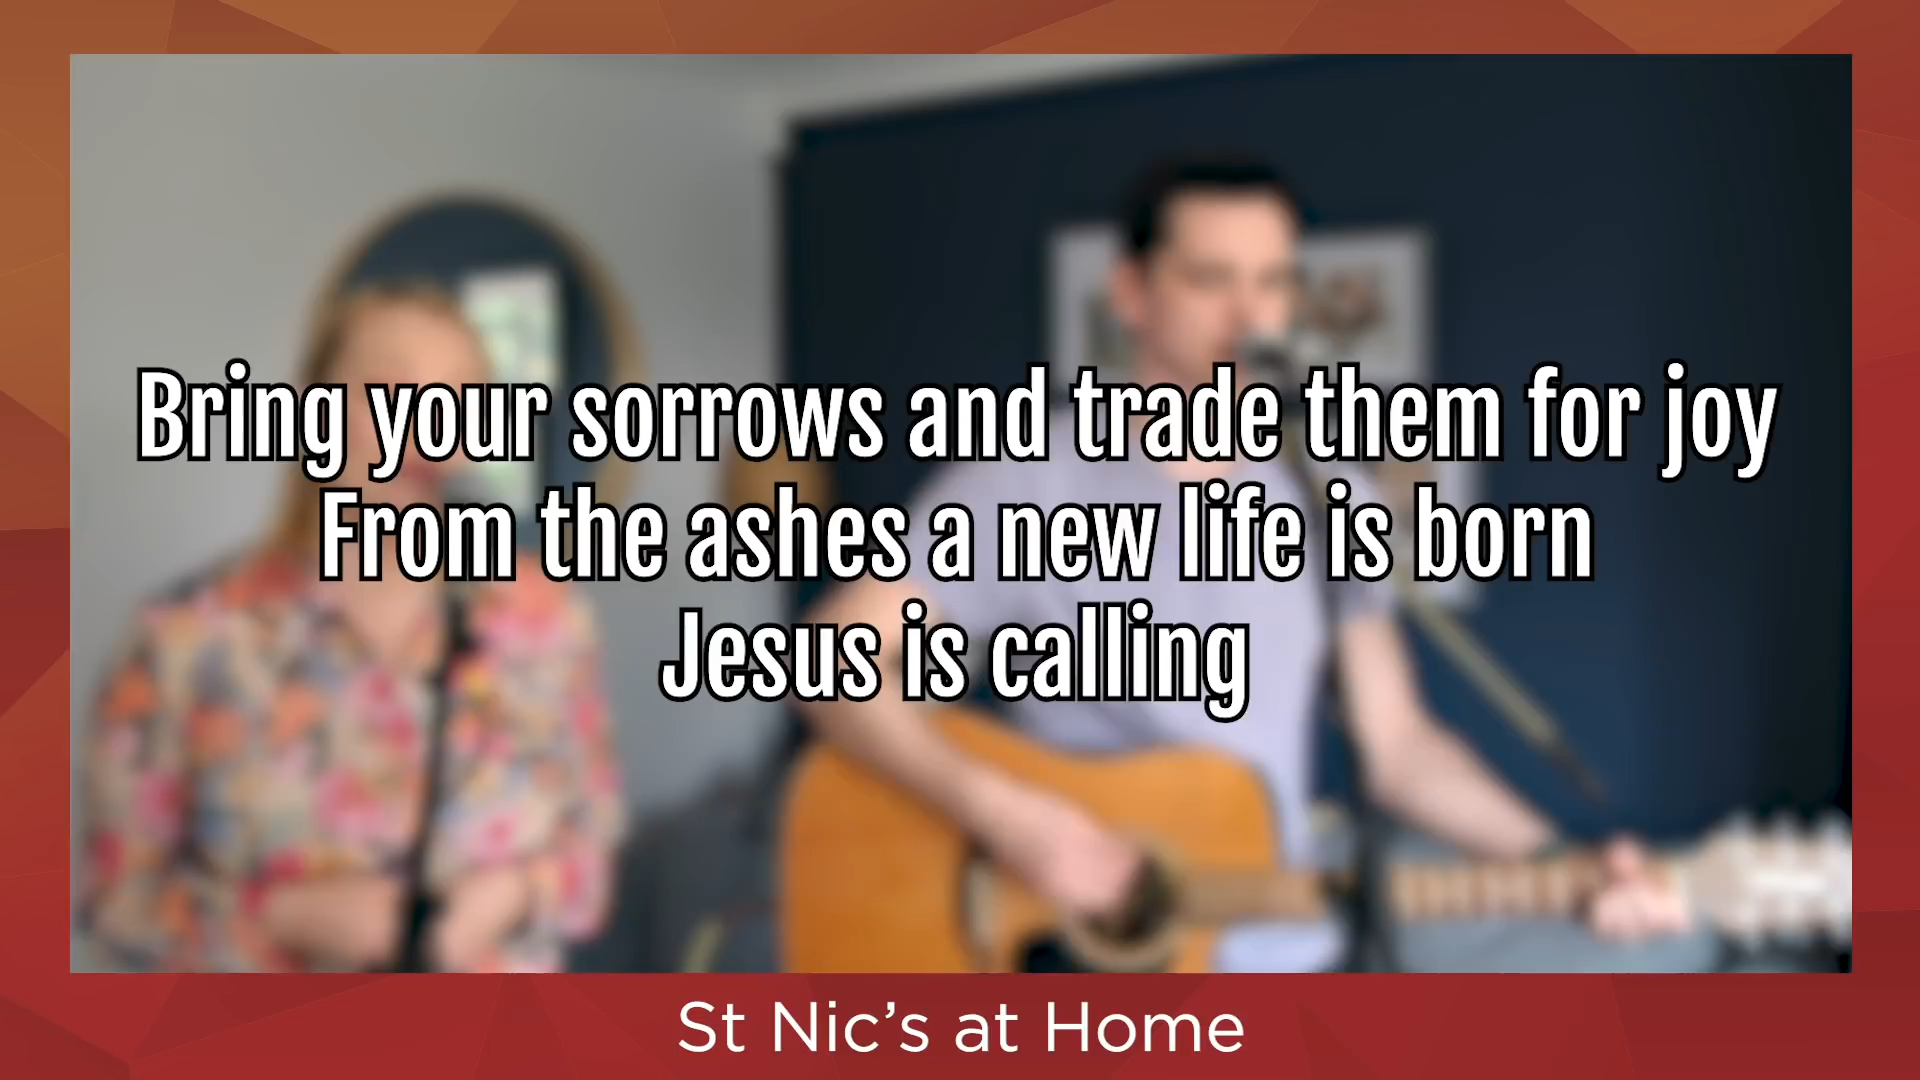 Bring your sorrows and trade them for joy
From the ashes a new life is born
Jesus is calling
St Nic’s at Home